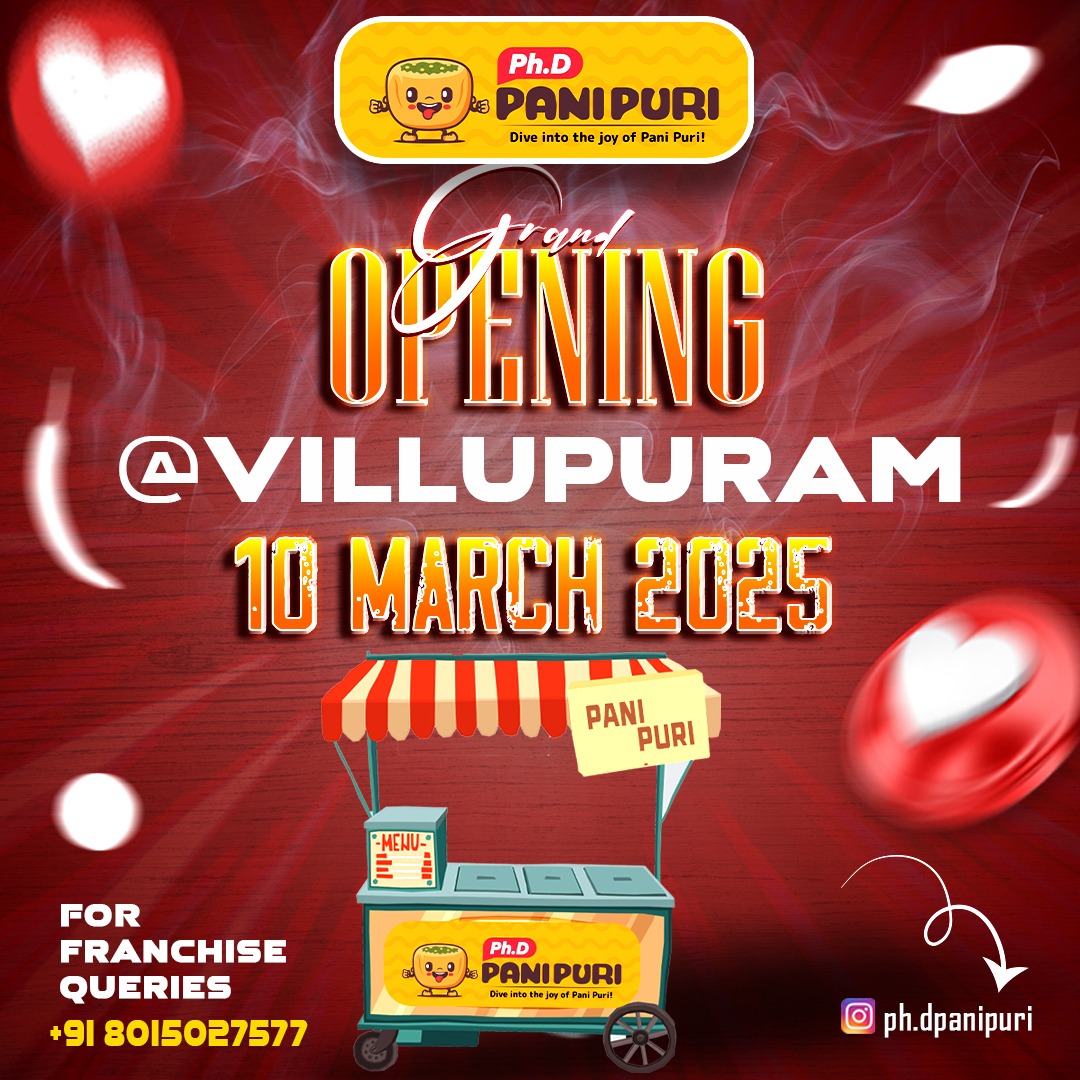 Ph.D
PANI PURI
Dive into the joy of Pani Puri!
Grand
OPENING
@VILLUPURAM
10 MARCH 2025
PANI
PURI
-MENU-
Ph.D
PANI PURI
Dive into the joy of Pani Puri!
FOR
FRANCHISE
QUERIES
+91 8015027577
ph.dpanipuri